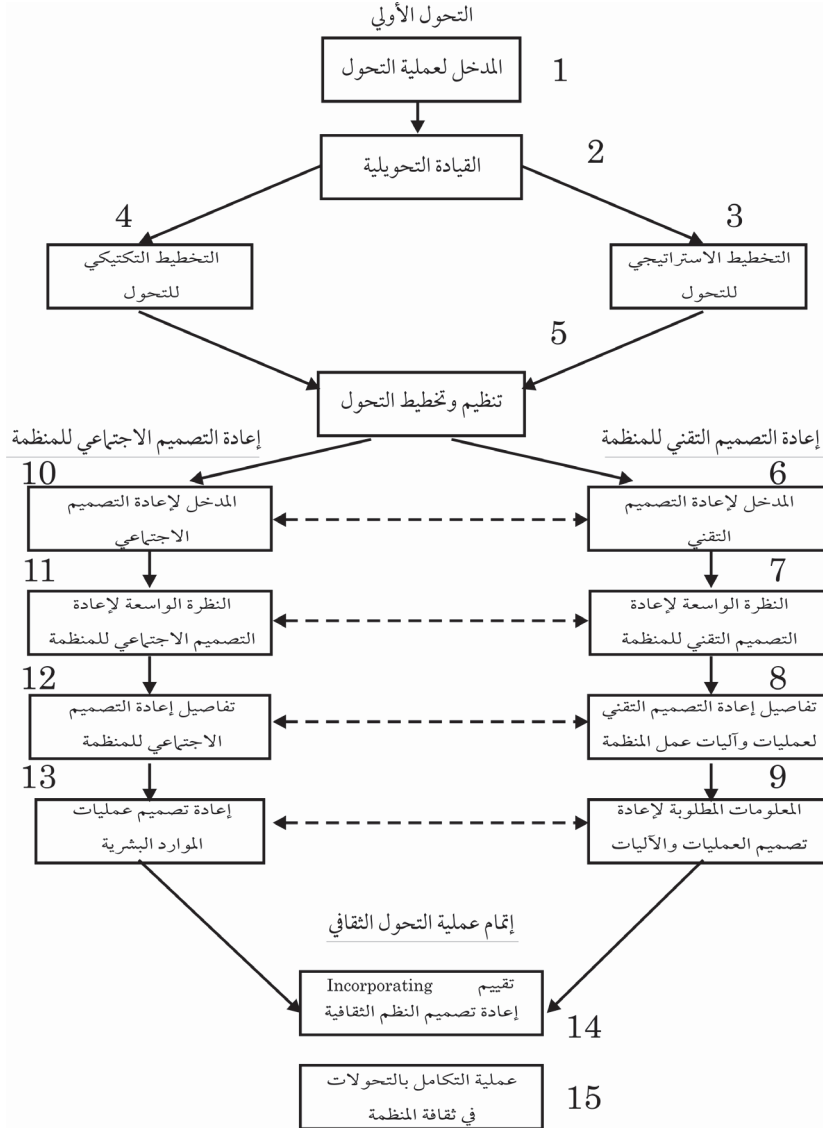 التحول الأولي
المدخل لعملية التحول
1
القيادة التحويلية
2
3
التخطيط الاستراتيجي
للتحول
4
التخطيط التكتيكي
للتحول
5
تنظيم وتخطيط التحول
إعادة التصميم التقني للمنظمة
6
المدخل لإعادة التصميم
التقني
7
النظرة الواسعة لإعادة
التصميم التقني للمنظمة
8
تفاصيل إعادة التصميم التقني
لعمليات وآليات عمل المنظمة
9
المعلومات المطلوبة لإعادة
تصميم العمليات والآليات
إعادة التصميم الاجتماعي للمنظمة
10
المدخل لإعادة التصميم
الاجتماعي
11
النظرة الواسعة لإعادة
التصميم الاجتماعي للمنظمة
12
تفاصيل إعادة التصميم
الاجتماعي للمنظمة
13
إعادة تصميم عمليات
الموارد البشرية
إتمام عملية التحول الثقافي
تقييم Incorporating
إعادة تصميم النظم الثقافية
14
عملية التكامل بالتحولات
في ثقافة المنظمة
15